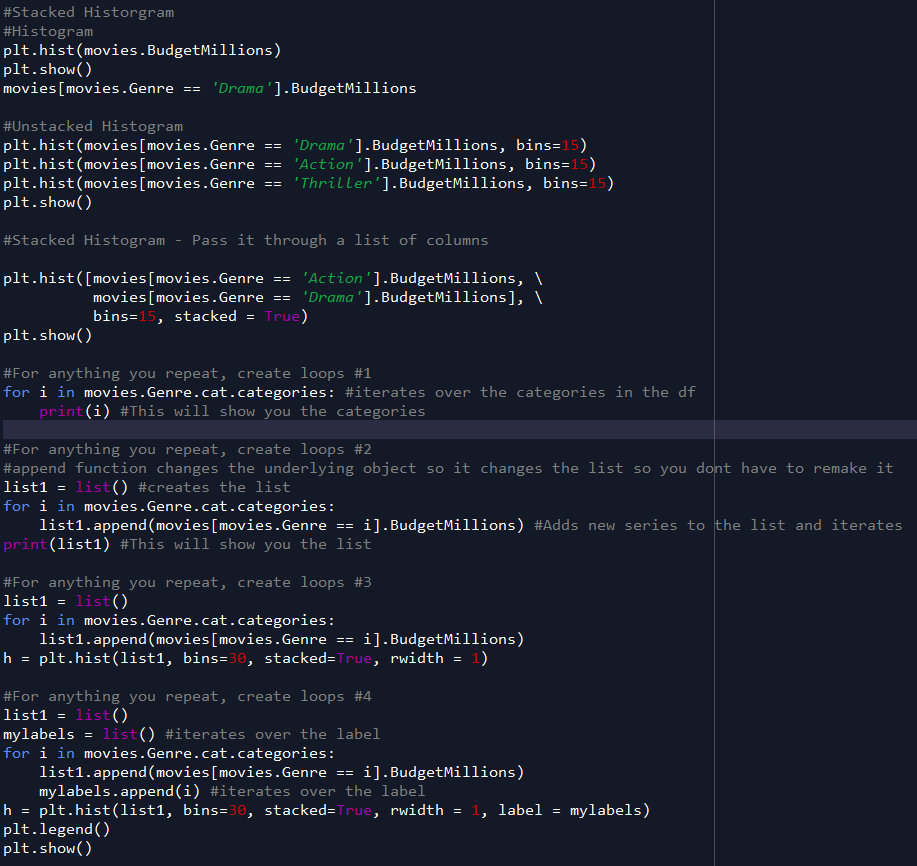 #Stacked Historgram
#Histogram
plt.hist(movies.BudgetMillions)
plt.show()
movies[movies.Genre == 'Drama'].BudgetMillions

#Unstacked Histogram
plt.hist(movies[movies.Genre == 'Drama'].BudgetMillions, bins=15)
plt.hist(movies[movies.Genre == 'Action'].BudgetMillions, bins=15)
plt.hist(movies[movies.Genre == 'Thriller'].BudgetMillions, bins=15)
plt.show()

#Stacked Histogram - Pass it through a list of columns

plt.hist([movies[movies.Genre == 'Action'].BudgetMillions, \
          movies[movies.Genre == 'Drama'].BudgetMillions], \
          bins=15, stacked = True)
plt.show()

#For anything you repeat, create loops #1
for i in movies.Genre.cat.categories: #iterates over the categories in the df
    print(i) #This will show you the categories

#For anything you repeat, create loops #2
#append function changes the underlying object so it changes the list so you dont have to remake it
list1 = list() #creates the list
for i in movies.Genre.cat.categories:
    list1.append(movies[movies.Genre == i].BudgetMillions) #Adds new series to the list and iterates
print(list1) #This will show you the list

#For anything you repeat, create loops #3
list1 = list()
for i in movies.Genre.cat.categories:
    list1.append(movies[movies.Genre == i].BudgetMillions)
h = plt.hist(list1, bins=30, stacked=True, rwidth = 1)

#For anything you repeat, create loops #4
list1 = list()
mylabels = list() #iterates over the label
for i in movies.Genre.cat.categories:
    list1.append(movies[movies.Genre == i].BudgetMillions)
    mylabels.append(i) #iterates over the label
h = plt.hist(list1, bins=30, stacked=True, rwidth = 1, label = mylabels)
plt.legend()
plt.show()